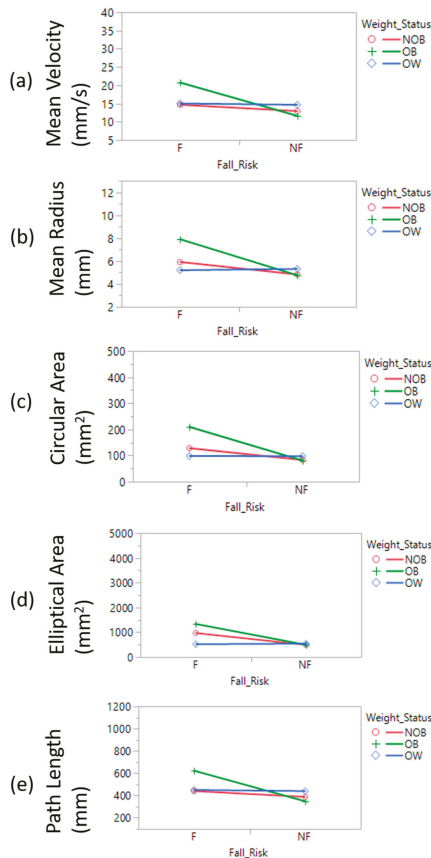 (a)
Mean Velocity
(mm/s)
40
35
30
25
20
15
10
5
F
NF
Fall_Risk
Weight_Status
NOB
OB
OW
(b)
Mean Radius
(mm)
12
10
8
6
4
2
F
NF
Fall_Risk
Weight_Status
NOB
OB
OW
(c)
Circular Area
(mm²)
500
400
300
200
100
0
F
NF
Fall_Risk
Weight_Status
NOB
OB
OW
(d)
Elliptical Area
(mm²)
5000
4000
3000
2000
1000
0
F
NF
Fall_Risk
Weight_Status
NOB
OB
OW
(e)
Path Length
(mm)
1200
1000
800
600
400
200
F
NF
Fall_Risk
Weight_Status
NOB
OB
OW